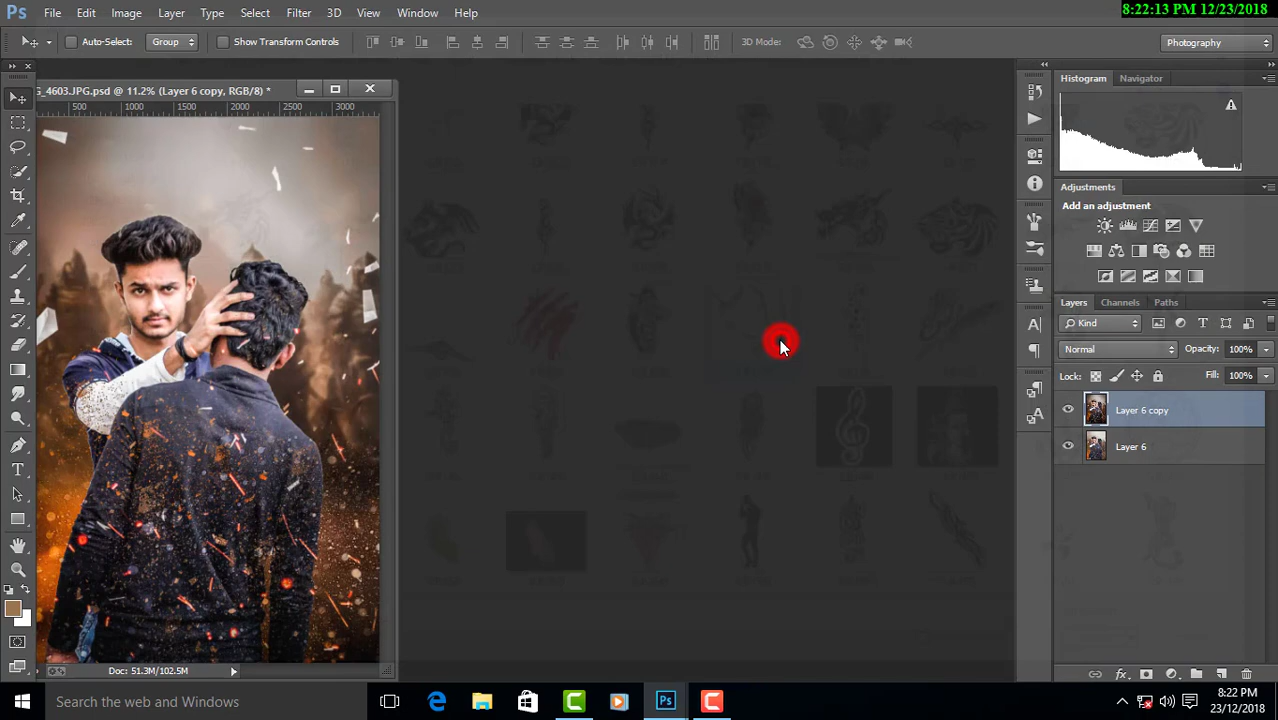 8:22:13 PM 12/23/2018
Ps File Edit Image Layer Type Select Filter 3D View Window Help
Auto-Select: Group Show Transform Controls 3D Mode: Photography
G_4603.JPG.psd @ 11.2% (Layer 6 copy, RGB/8) *
500 1000 1500 2000 2500 3000
Histogram Navigator
Adjustments
Add an adjustment
Layers Channels Paths
Kind
Normal Opacity: 100%
Lock: Fill: 100%
Layer 6 copy
Layer 6
Doc: 51.3M/102.5M
Search the web and Windows
Ps
8:22 PM
23/12/2018